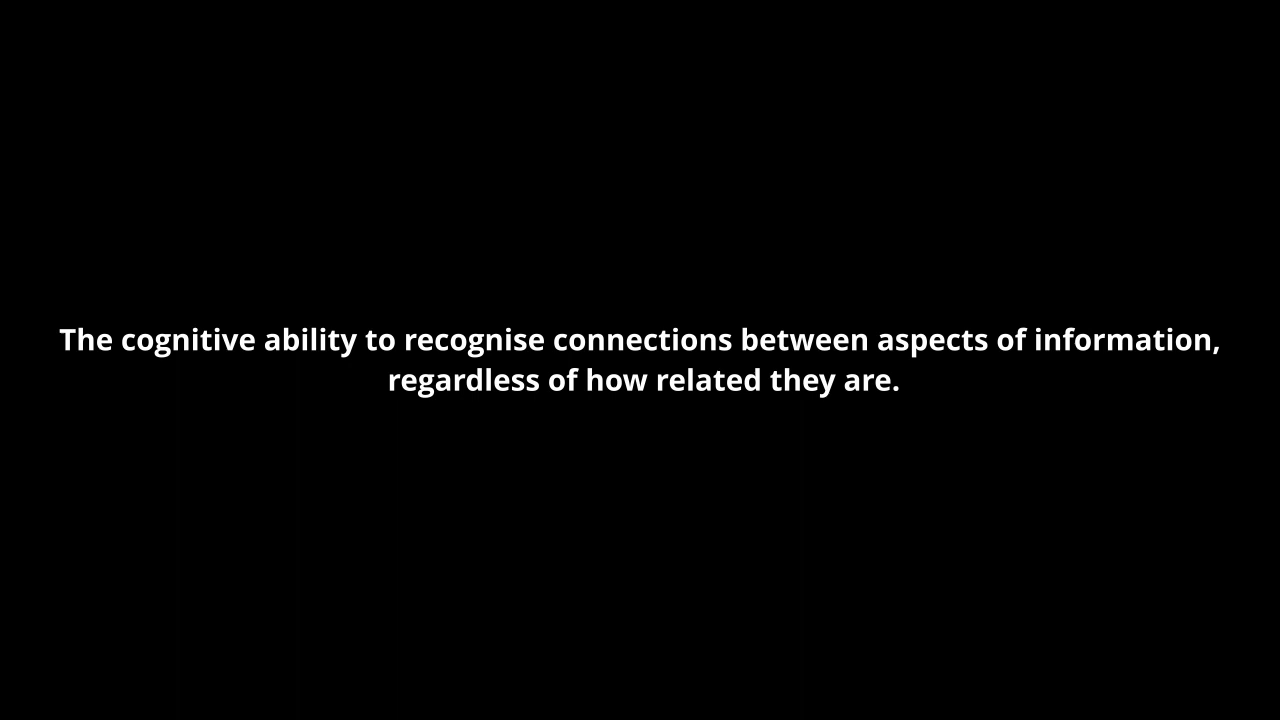 The cognitive ability to recognise connections between aspects of information,
regardless of how related they are.